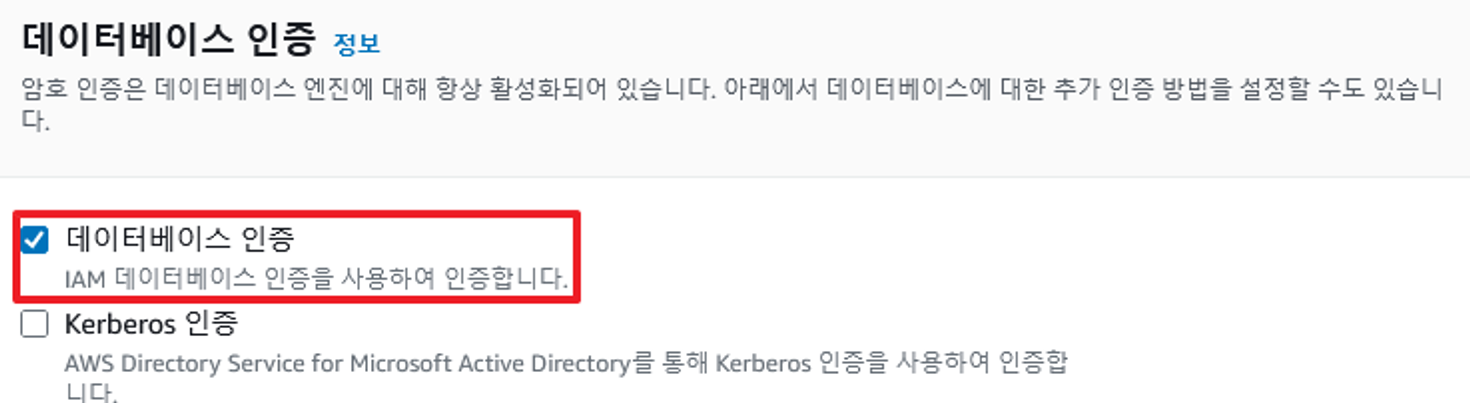 데이터베이스 인증 정보
암호 인증은 데이터베이스 엔진에 대해 항상 활성화되어 있습니다. 아래에서 데이터베이스에 대한 추가 인증 방법을 설정할 수도 있습니
다.
데이터베이스 인증
IAM 데이터베이스 인증을 사용하여 인증합니다.
Kerberos 인증
AWS Directory Service for Microsoft Active Directory를 통해 Kerberos 인증을 사용하여 인증합
니다.